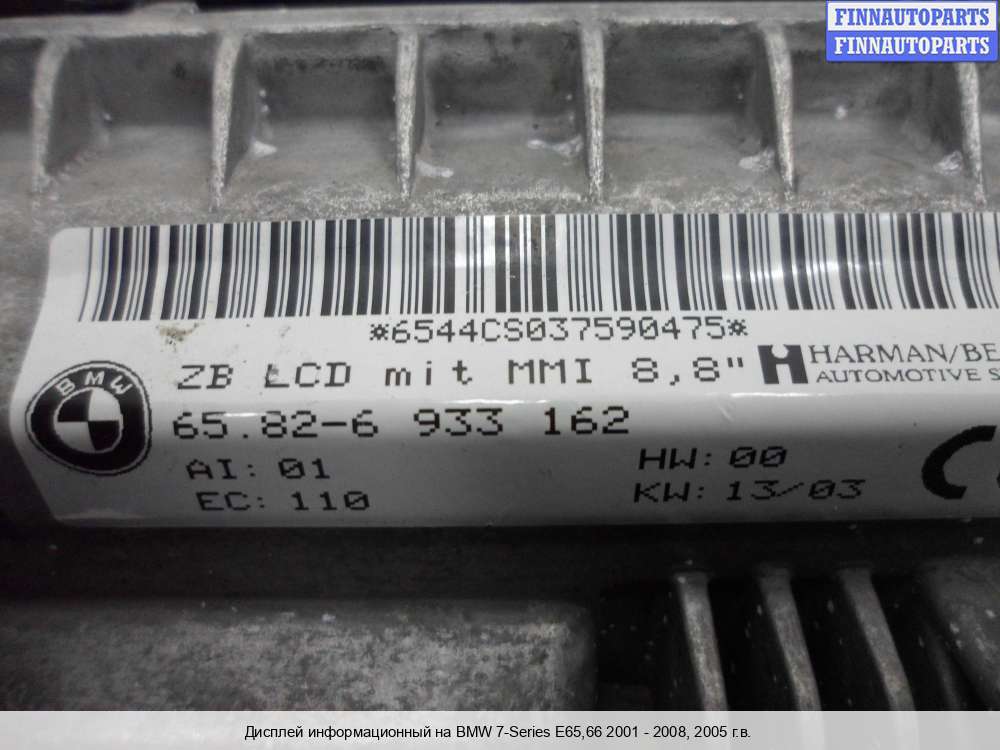 FINNAUTOPARTS
FINNAUTOPARTS
*6544CS037590475*
ZB LCD mit MMI 8,8"
HARMAN/BE
AUTOMOTIVE S
BMW
65.82-6 933 162
AI: 01
HW: 00
EC: 110
KW: 13/03
Дисплей информационный на BMW 7-Series E65,66 2001 - 2008, 2005 г.в.